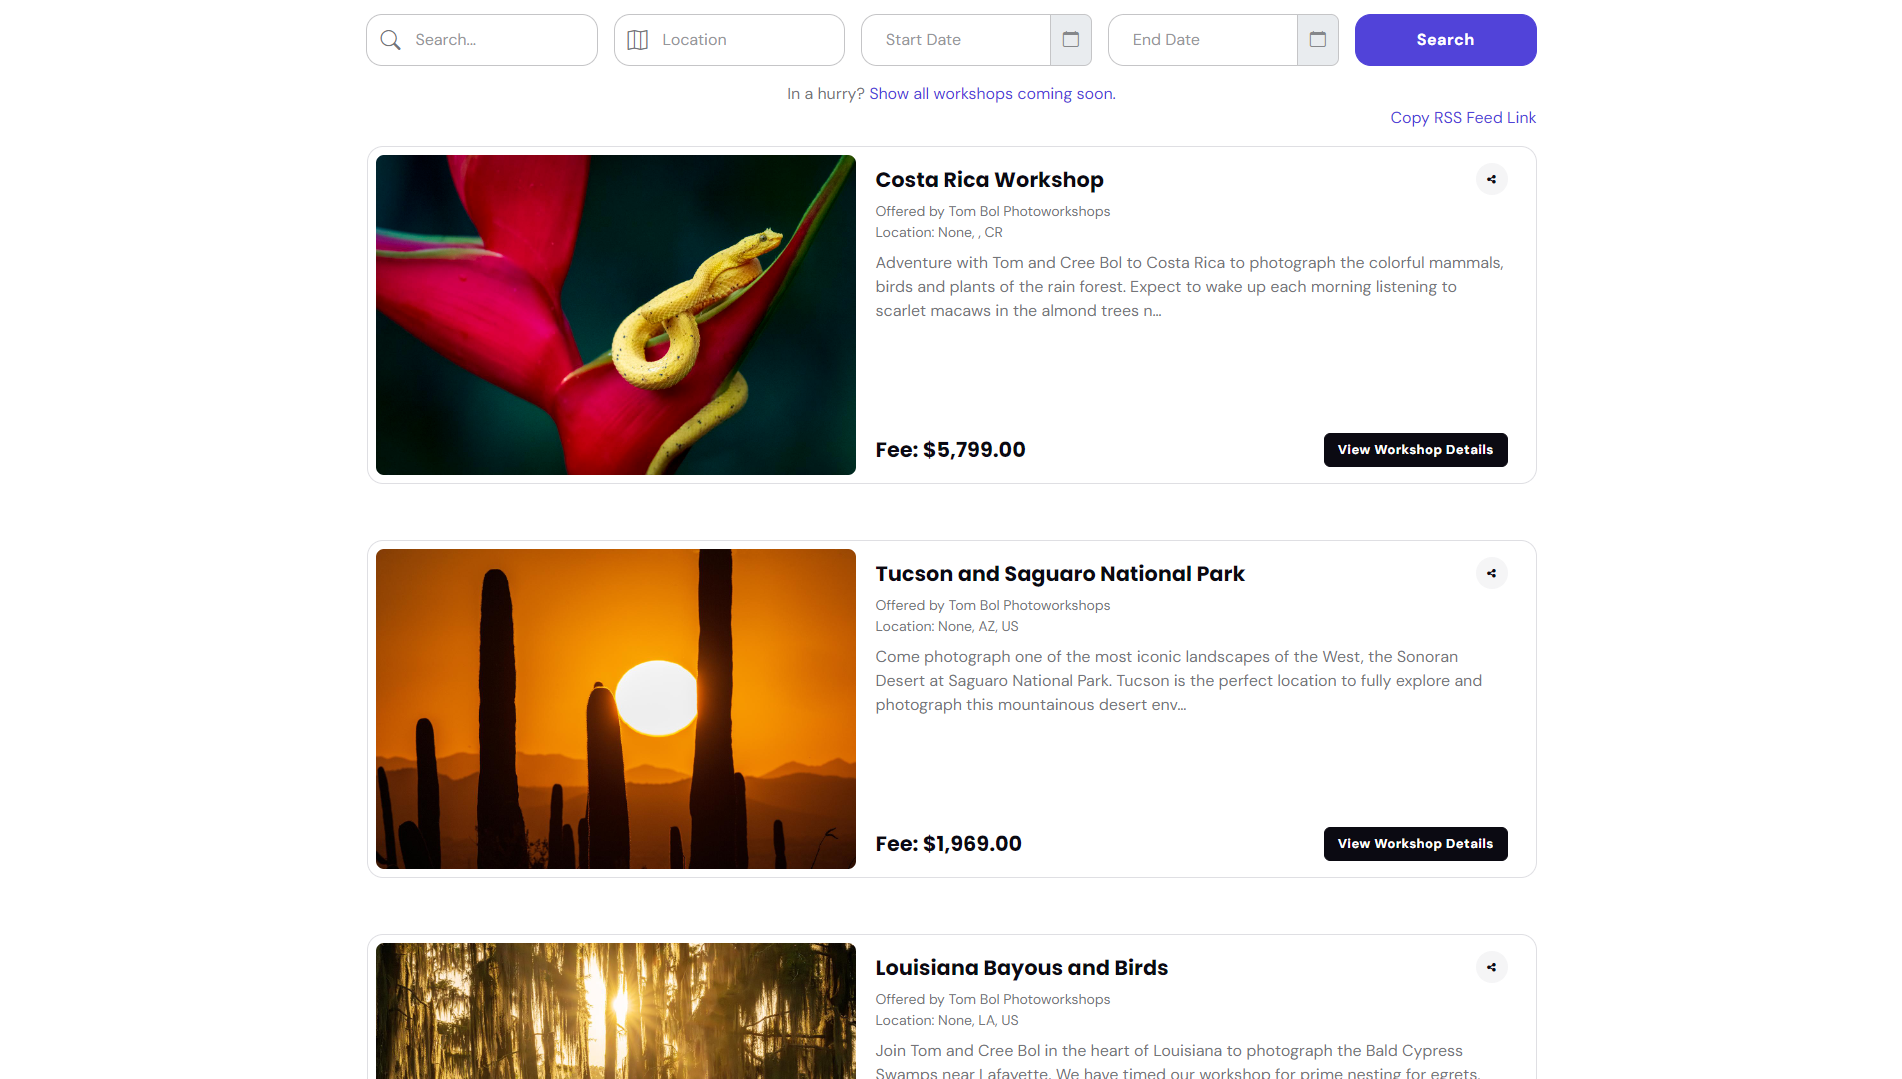 Search...
Location
Start Date
End Date
Search
In a hurry? Show all workshops coming soon.
Copy RSS Feed Link
Costa Rica Workshop
Offered by Tom Bol Photoworkshops
Location: None, , CR
Adventure with Tom and Cree Bol to Costa Rica to photograph the colorful mammals,
birds and plants of the rain forest. Expect to wake up each morning listening to
scarlet macaws in the almond trees n...
Fee: $5,799.00
View Workshop Details
Tucson and Saguaro National Park
Offered by Tom Bol Photoworkshops
Location: None, AZ, US
Come photograph one of the most iconic landscapes of the West, the Sonoran
Desert at Saguaro National Park. Tucson is the perfect location to fully explore and
photograph this mountainous desert env...
Fee: $1,969.00
View Workshop Details
Louisiana Bayous and Birds
Offered by Tom Bol Photoworkshops
Location: None, LA, US
Join Tom and Cree Bol in the heart of Louisiana to photograph the Bald Cypress
Swamps near Lafayette. We have timed our workshop for prime nesting for egrets,